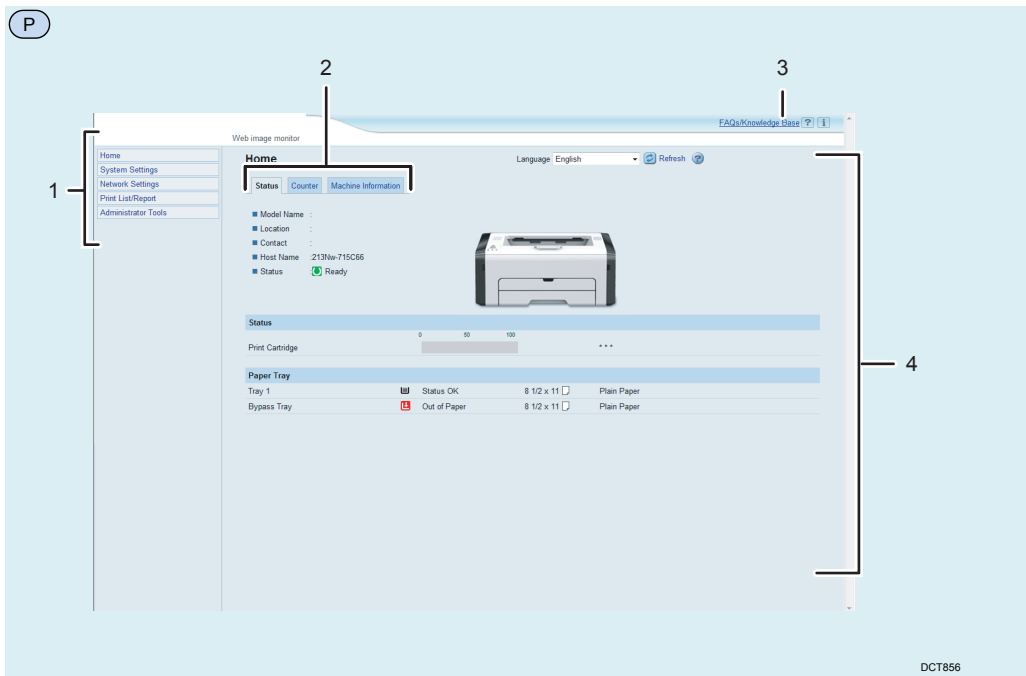 P
2
3
FAQs/Knowledge Base ? i
Web image monitor
1
Home
System Settings
Network Settings
Print List/Report
Administrator Tools
Home
Language English Refresh ?
Status Counter Machine Information
Model Name :
Location :
Contact :
Host Name :213Nw-715C66
Status : Ready
4
Status
0 50 100
Print Cartridge ***
Paper Tray
Tray 1 Status OK 8 1/2 x 11 Plain Paper
Bypass Tray Out of Paper 8 1/2 x 11 Plain Paper
DCT856